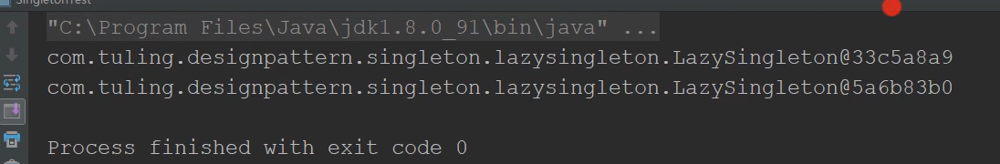 SingletonTest
"C:\Program Files\Java\jdk1.8.0_91\bin\java" ...
com.tuling.designpattern.singleton.lazysingleton.LazySingleton@33c5a8a9
com.tuling.designpattern.singleton.lazysingleton.LazySingleton@5a6b83b0
Process finished with exit code 0